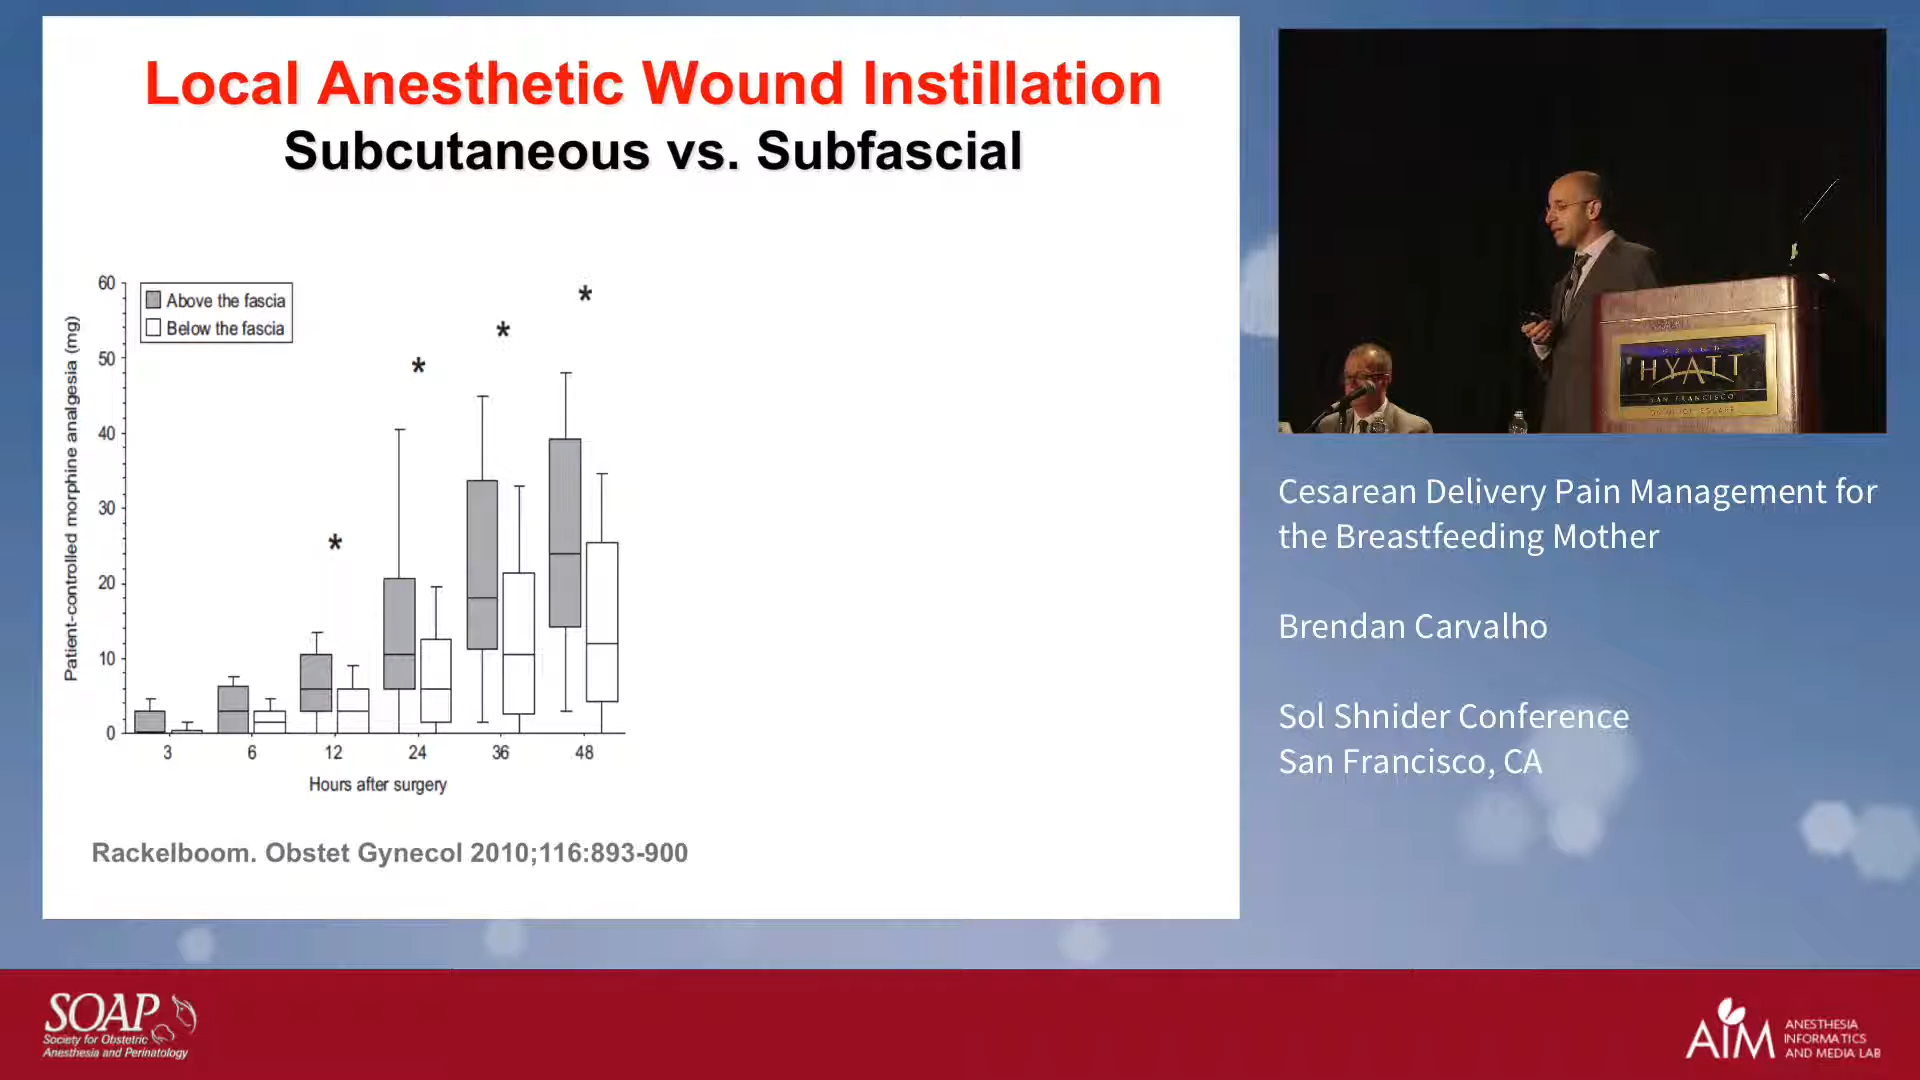 Local Anesthetic Wound Instillation
Subcutaneous vs. Subfascial
60
50
40
30
20
10
0
Patient-controlled morphine analgesia (mg)
Above the fascia
Below the fascia
*
*
*
*
3 6 12 24 36 48
Hours after surgery
Rackelboom. Obstet Gynecol 2010;116:893-900
HYATT
SAN FRANCISCO
Cesarean Delivery Pain Management for
the Breastfeeding Mother
Brendan Carvalho
Sol Shnider Conference
San Francisco, CA
SOAP
Society for Obstetric
Anesthesia and Perinatology
AIM
ANESTHESIA
INFORMATICS
AND MEDIA LAB